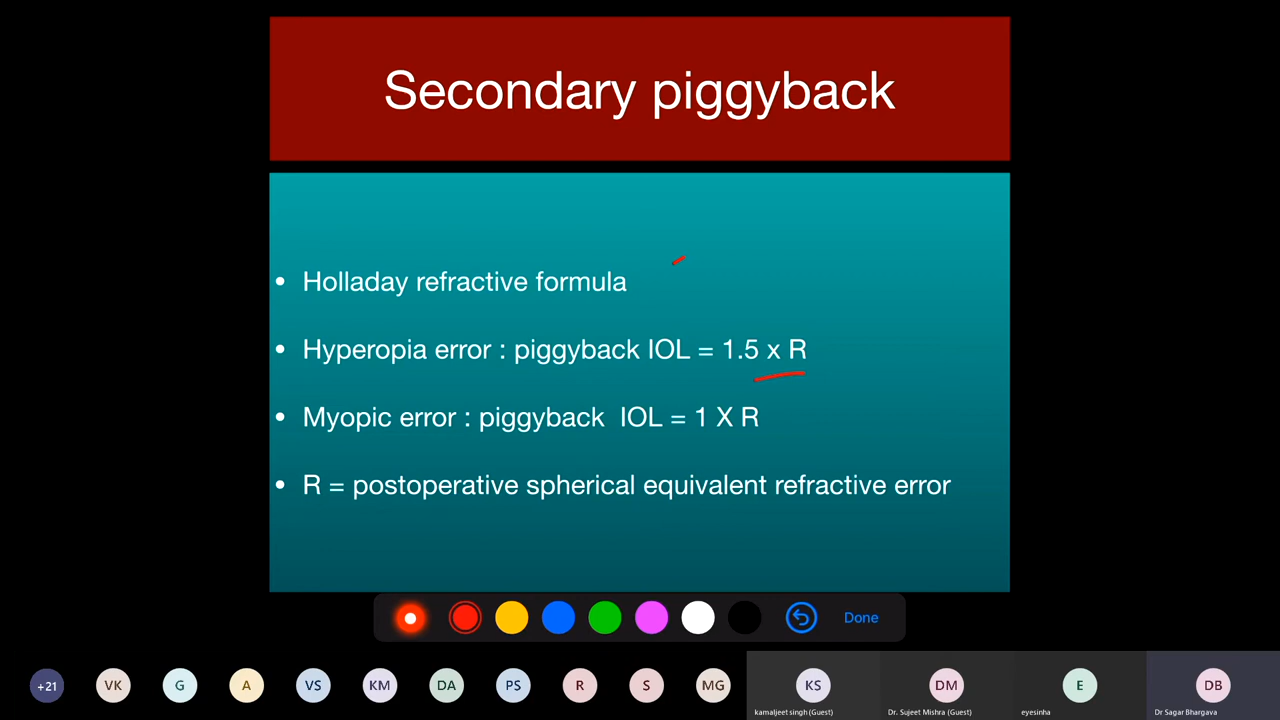 Secondary piggyback
• Holladay refractive formula
• Hyperopia error : piggyback IOL = 1.5 x R
• Myopic error : piggyback IOL = 1 X R
• R = postoperative spherical equivalent refractive error
Done
+21 VK G A VS KM DA PS R S MG KS DM E DB
kamaljeet singh (Guest) Dr. Sujeet Mishra (Guest) eyesinha Dr Sagar Bhargava